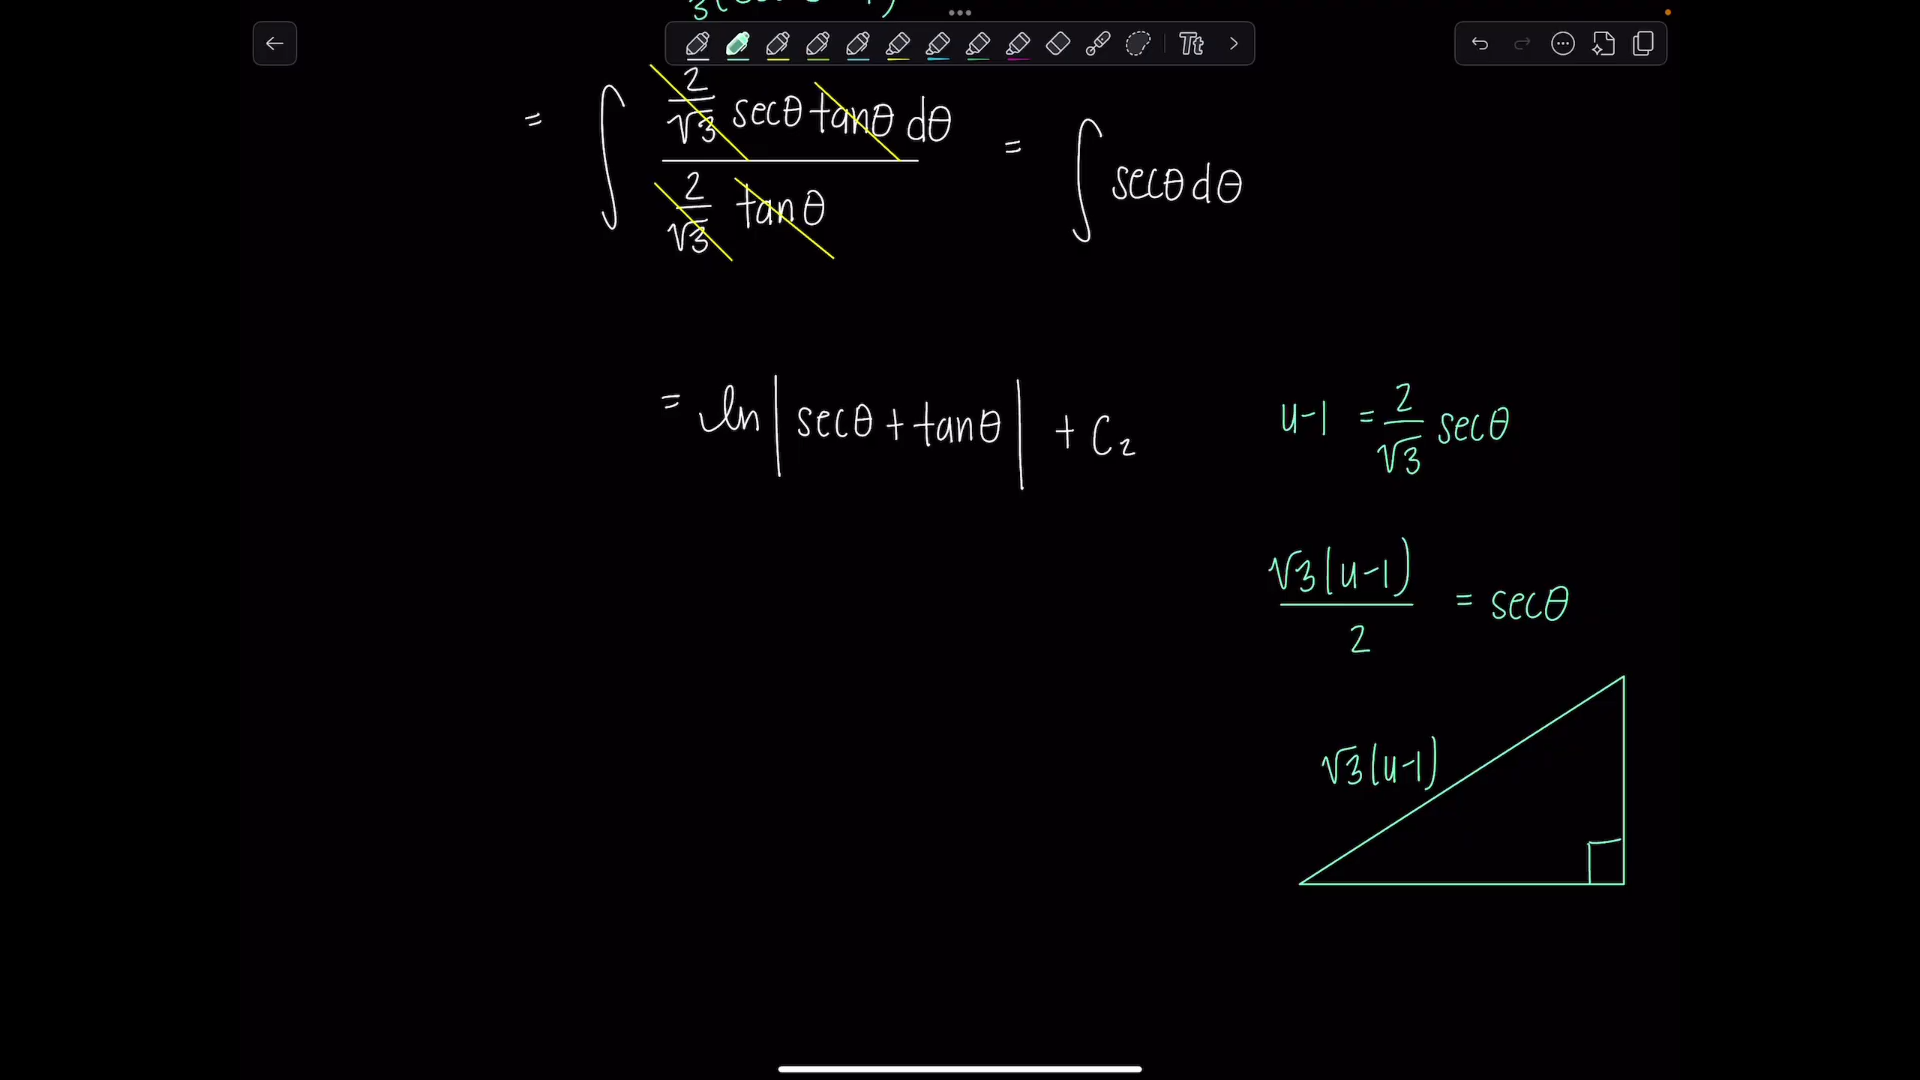 = ∫ (2/√3 secθ tanθ dθ) / (2/√3 tanθ) = ∫ secθ dθ
= ln | secθ + tanθ | + C₂
u-1 = 2/√3 secθ
√3(u-1)/2 = secθ
√3(u-1)
Tt